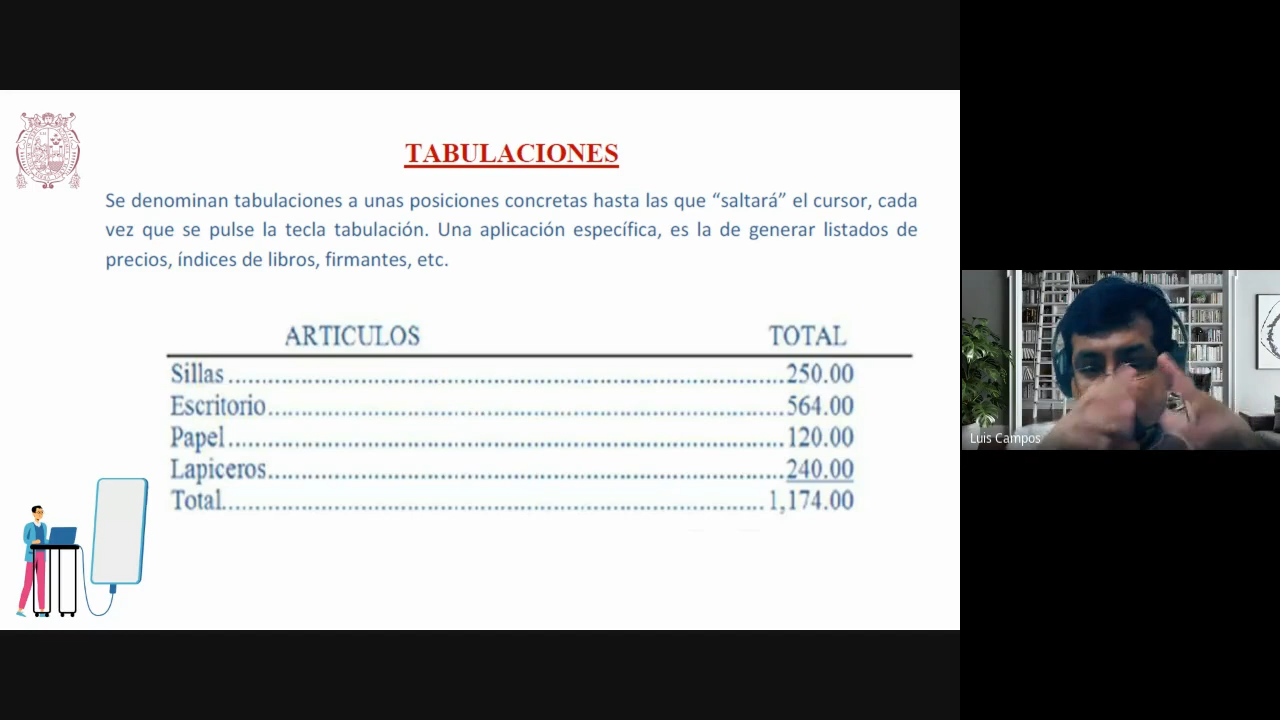 TABULACIONES
Se denominan tabulaciones a unas posiciones concretas hasta las que “saltará” el cursor, cada
vez que se pulse la tecla tabulación. Una aplicación específica, es la de generar listados de
precios, índices de libros, firmantes, etc.
ARTICULOS TOTAL
Sillas....................................................................................250.00
Escritorio..............................................................................564.00
Papel....................................................................................120.00
Lapiceros..............................................................................240.00
Total..................................................................................1,174.00
Luis Campos